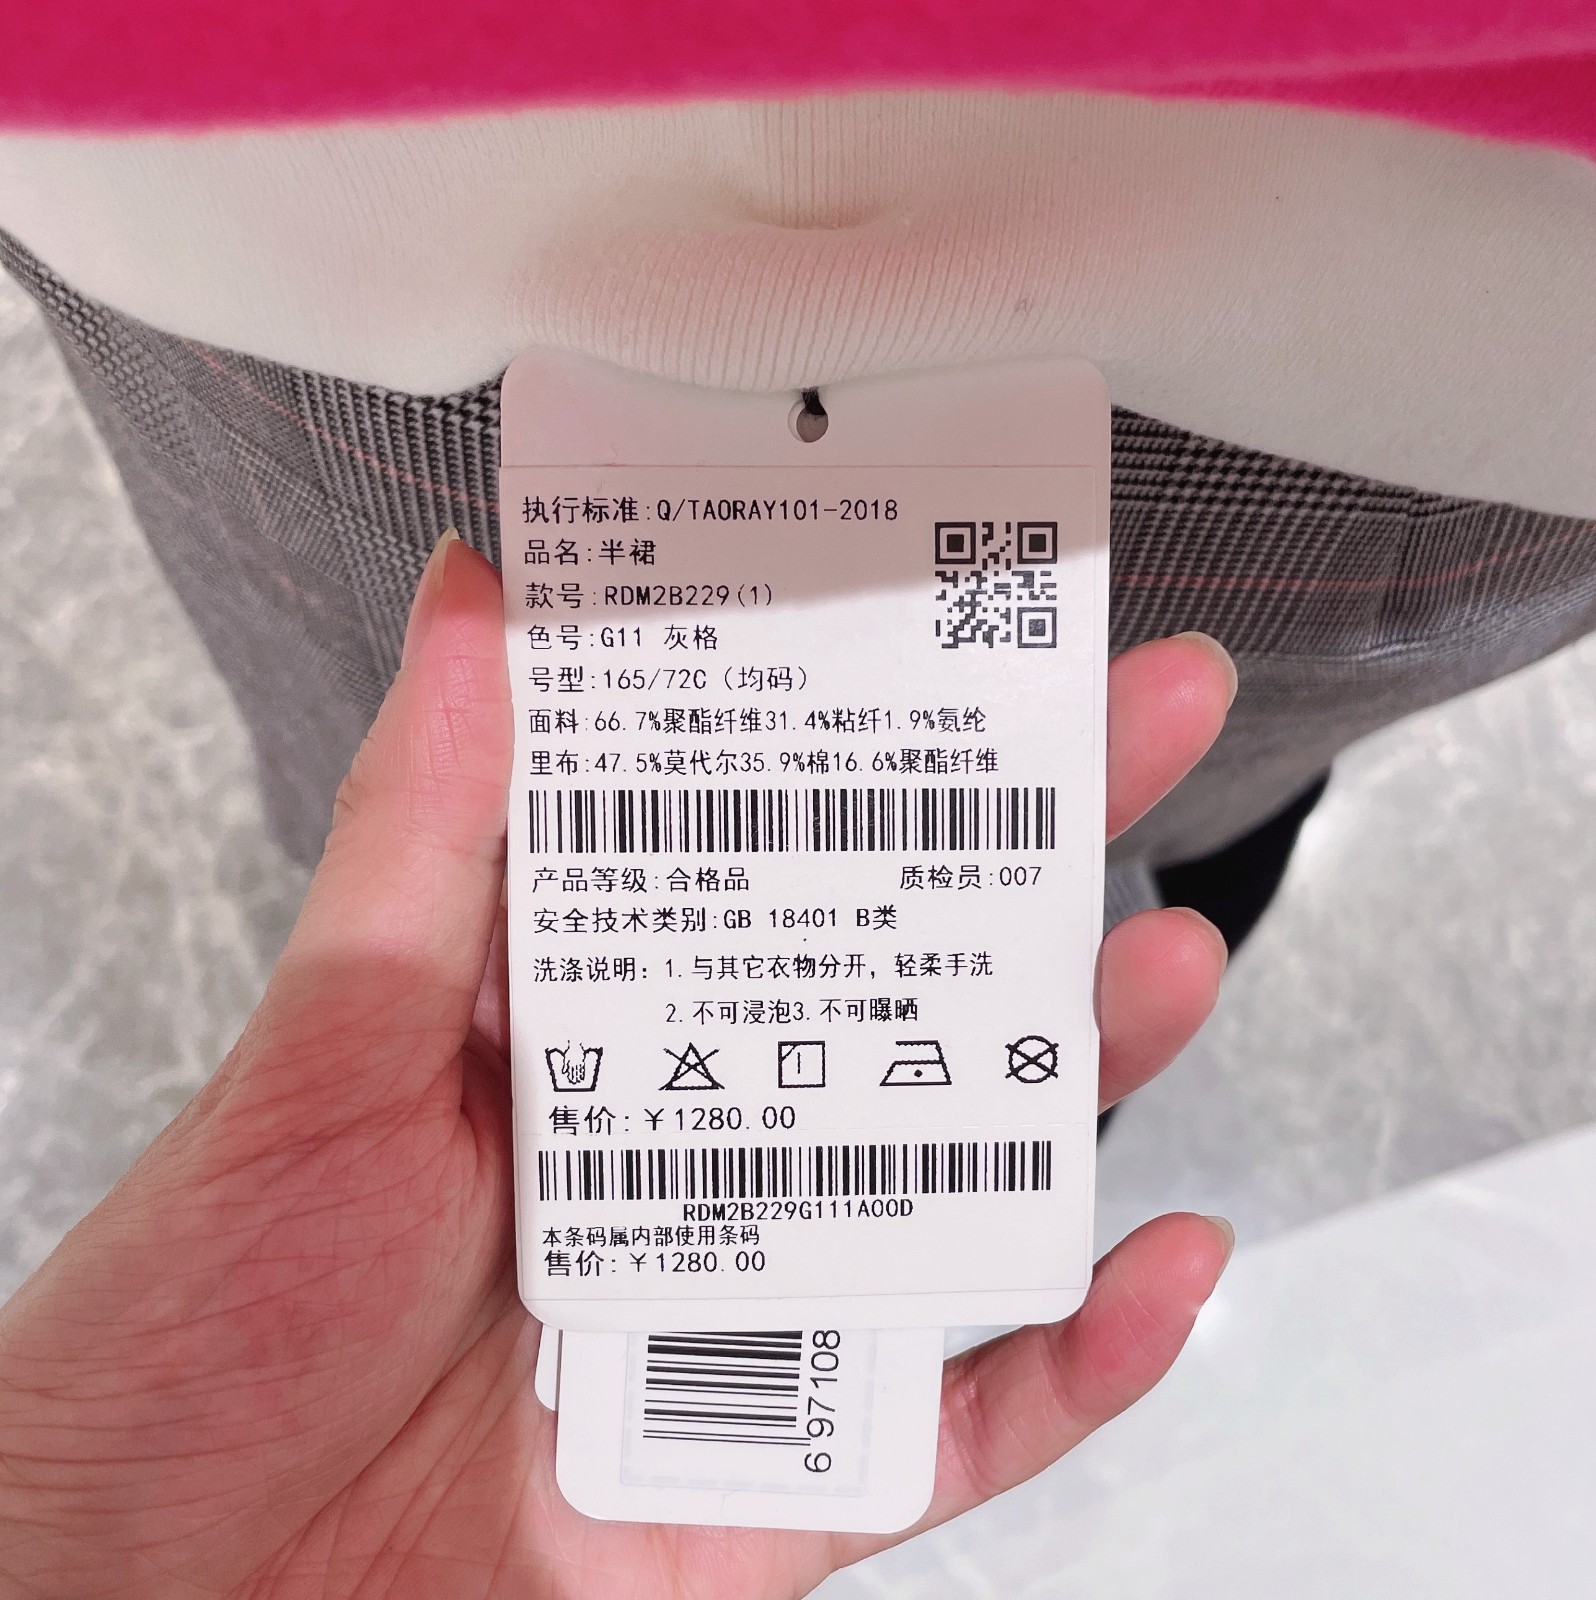 执行标准:Q/TAORAY101-2018
品名:半裙
款号:RDM2B229(1)
色号:G11 灰格
号型:165/72C（均码）
面料:66.7%聚酯纤维31.4%粘纤1.9%氨纶
里布:47.5%莫代尔35.9%棉16.6%聚酯纤维
产品等级:合格品 质检员:007
安全技术类别:GB 18401 B类
洗涤说明: 1.与其它衣物分开，轻柔手洗
2.不可浸泡3.不可曝晒
售价:￥1280.00
RDM2B229G111A00D
本条码属内部使用条码
售价:￥1280.00
697108